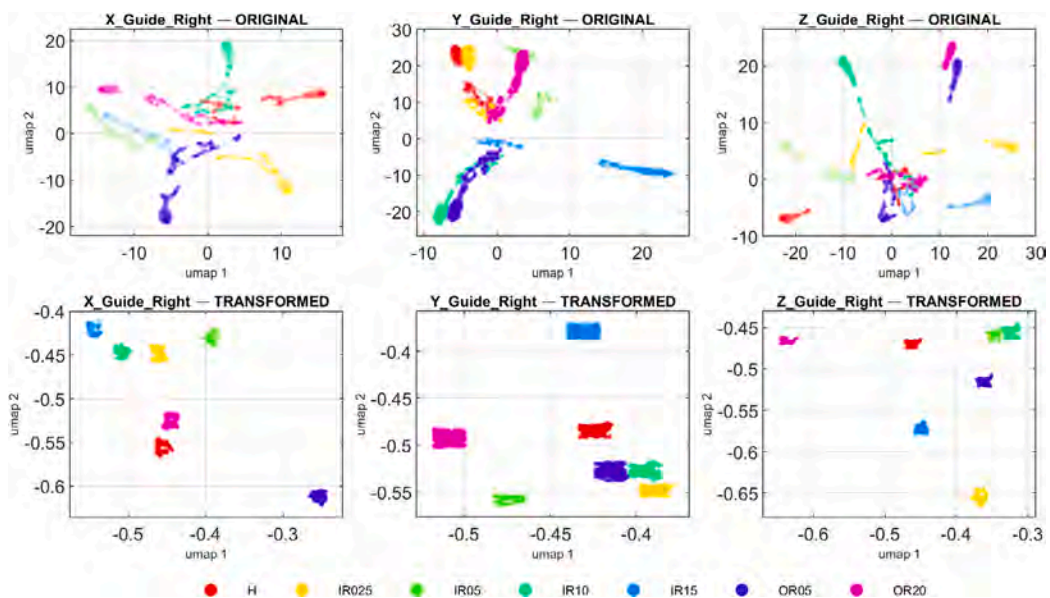 X_Guide_Right — ORIGINAL
Y_Guide_Right — ORIGINAL
Z_Guide_Right — ORIGINAL
20
10
0
-10
-20
umap 2
-10
0
10
umap 1
30
20
10
0
-10
-20
umap 2
-10
0
10
20
umap 1
20
10
0
-10
umap 2
-20
-10
0
10
20
30
umap 1
X_Guide_Right — TRANSFORMED
Y_Guide_Right — TRANSFORMED
Z_Guide_Right — TRANSFORMED
-0.4
-0.45
-0.5
-0.55
-0.6
umap 2
-0.5
-0.4
-0.3
umap 1
-0.4
-0.45
-0.5
-0.55
umap 2
-0.5
-0.45
-0.4
umap 1
-0.45
-0.5
-0.55
-0.6
-0.65
umap 2
-0.6
-0.5
-0.4
-0.3
umap 1
H
IR025
IR05
IR10
IR15
OR05
OR20